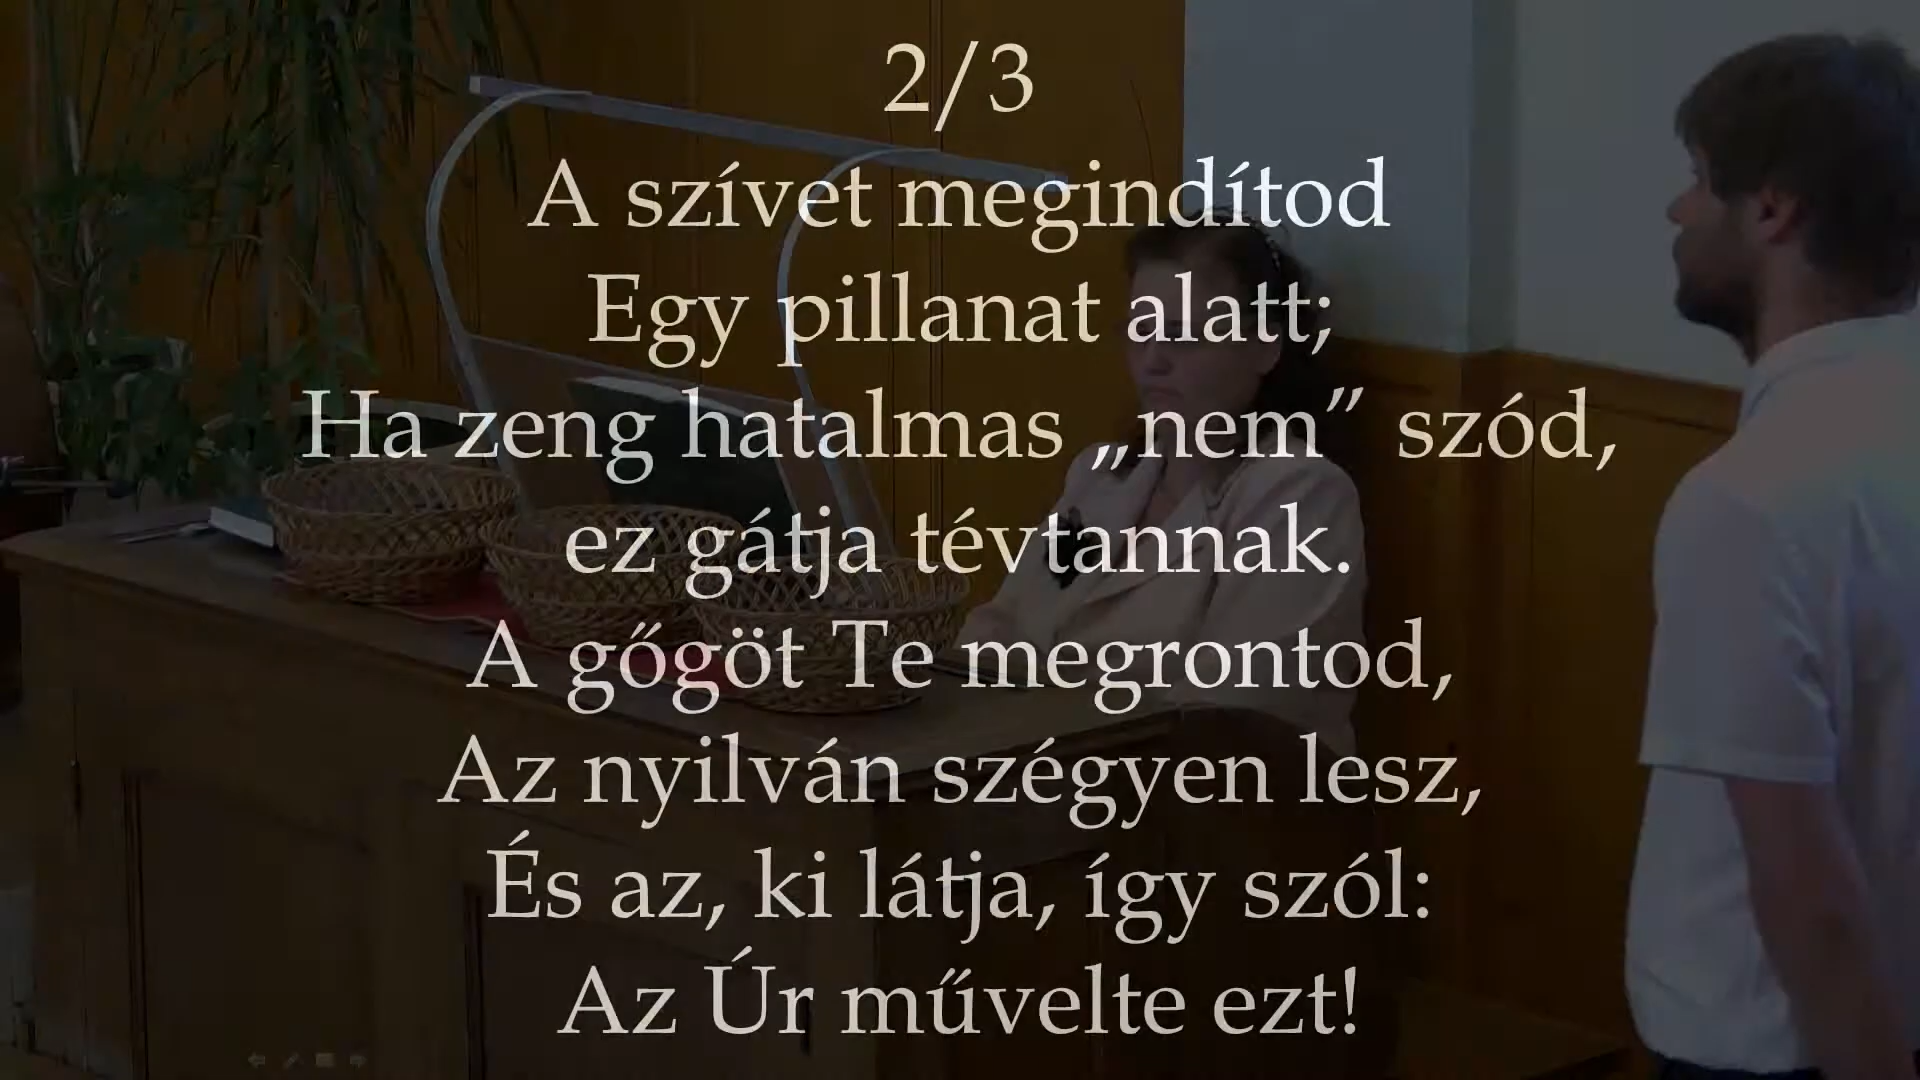 2/3
A szívet megindítod
Egy pillanat alatt;
Ha zeng hatalmas „nem” szód,
ez gátja tévtannak.
A gőgöt Te megrontod,
Az nyilván szégyen lesz,
És az, ki látja, így szól:
Az Úr művelte ezt!